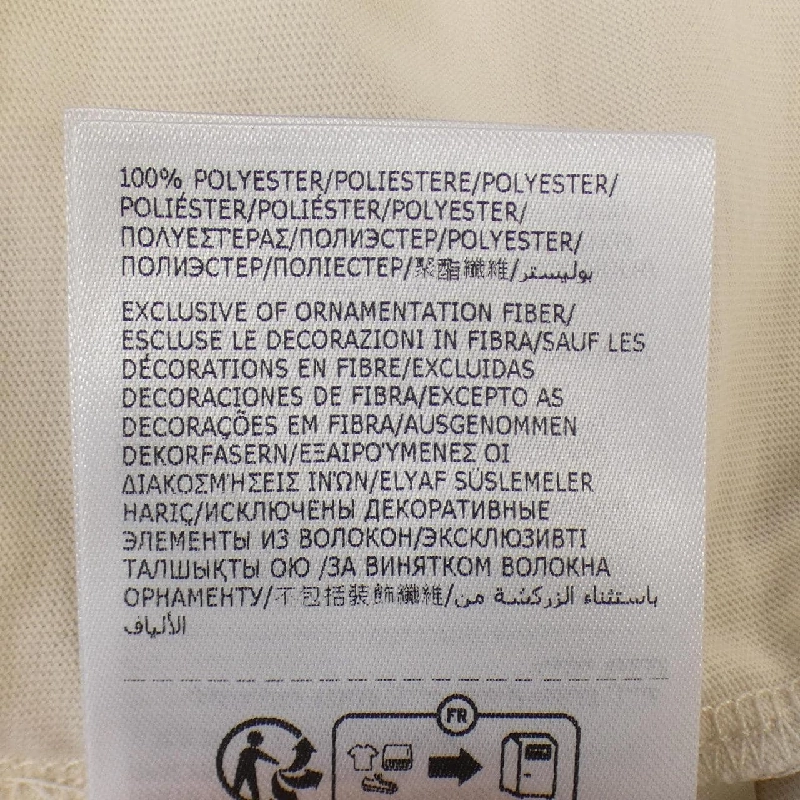 100% POLYESTER/POLIESTERE/POLYESTER/
POLIÉSTER/POLIÉSTER/POLYESTER/
ΠΟΛΥΕΣΤΕΡΑΣ/ПОЛИЭСТЕР/POLYESTER/
ПОЛИЭСТЕР/ПОЛІЕСТЕР/聚酯纖維/بوليستر
EXCLUSIVE OF ORNAMENTATION FIBER/
ESCLUSE LE DECORAZIONI IN FIBRA/SAUF LES
DÉCORATIONS EN FIBRE/EXCLUIDAS
DECORACIONES DE FIBRA/EXCEPTO AS
DECORAÇÕES EM FIBRA/AUSGENOMMEN
DEKORFASERN/ΕΞΑΙΡΟΎΜΕΝΕΣ ΟΙ
ΔΙΑΚΟΣΜΉΣΕΙΣ ΙΝΏΝ/ELYAF SÜSLEMELER
HARIÇ/ИСКЛЮЧЕНЫ ДЕКОРАТИВНЫЕ
ЭЛЕМЕНТЫ ИЗ ВОЛОКОН/ЭКСКЛЮЗИВТІ
ТАЛШЫҚТЫ ОЮ /ЗА ВИНЯТКОМ ВОЛОКНА
ОРНАМЕНТУ/不包括裝飾纖維/باستثناء الزركشة من
الألياف
FR